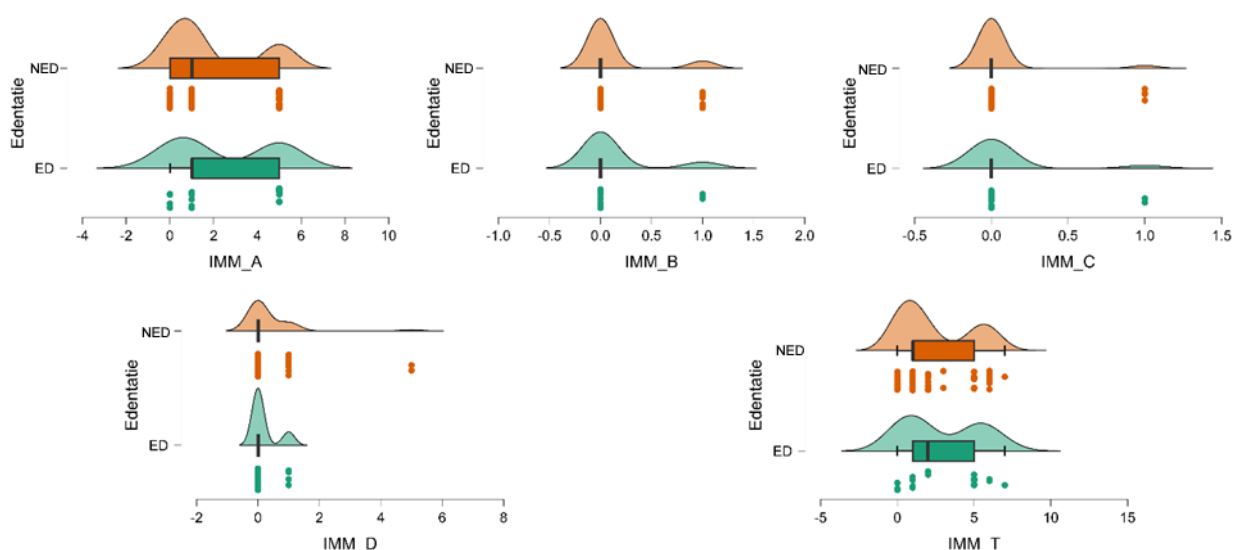 Edentatie
NED
ED
-4 -2 0 2 4 6 8 10
IMM_A
Edentatie
NED
ED
-1.0 -0.5 0.0 0.5 1.0 1.5 2.0
IMM_B
Edentatie
NED
ED
-0.5 0.0 0.5 1.0 1.5
IMM_C
Edentatie
NED
ED
-2 0 2 4 6 8
IMM_D
Edentatie
NED
ED
-5 0 5 10 15
IMM_T